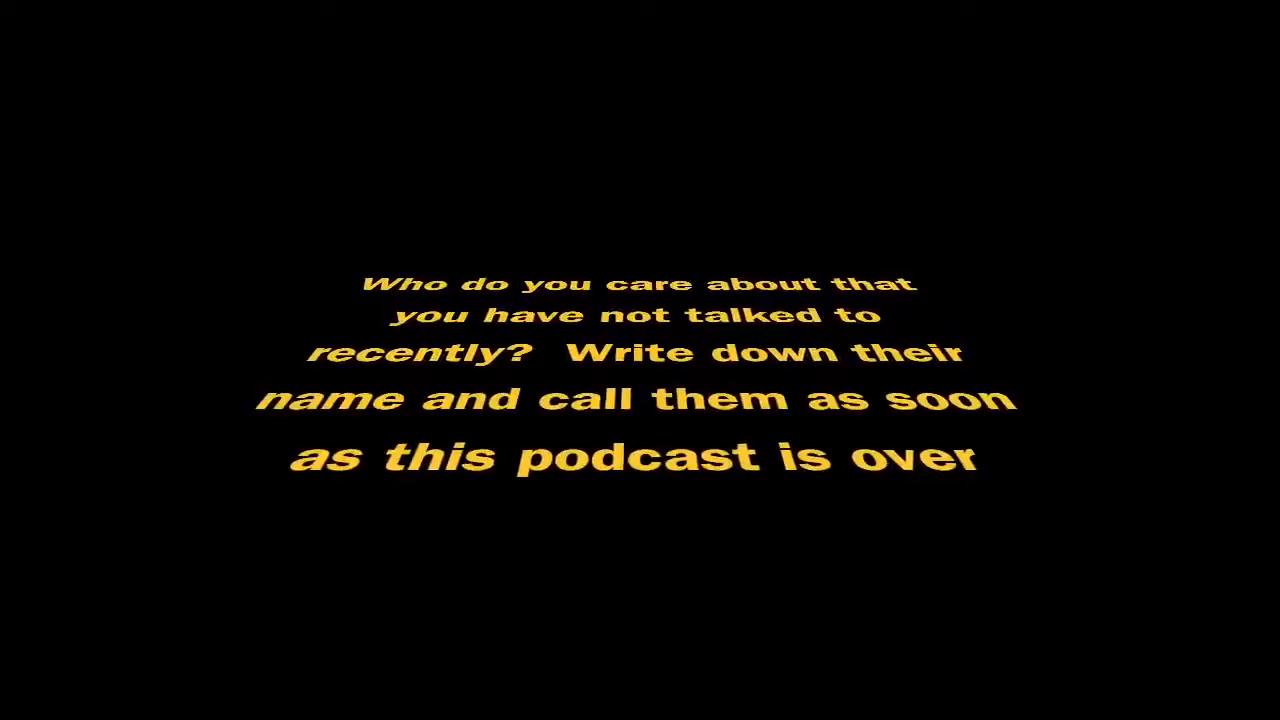 Who do you care about that
you have not talked to
recently? Write down their
name and call them as soon
as this podcast is over